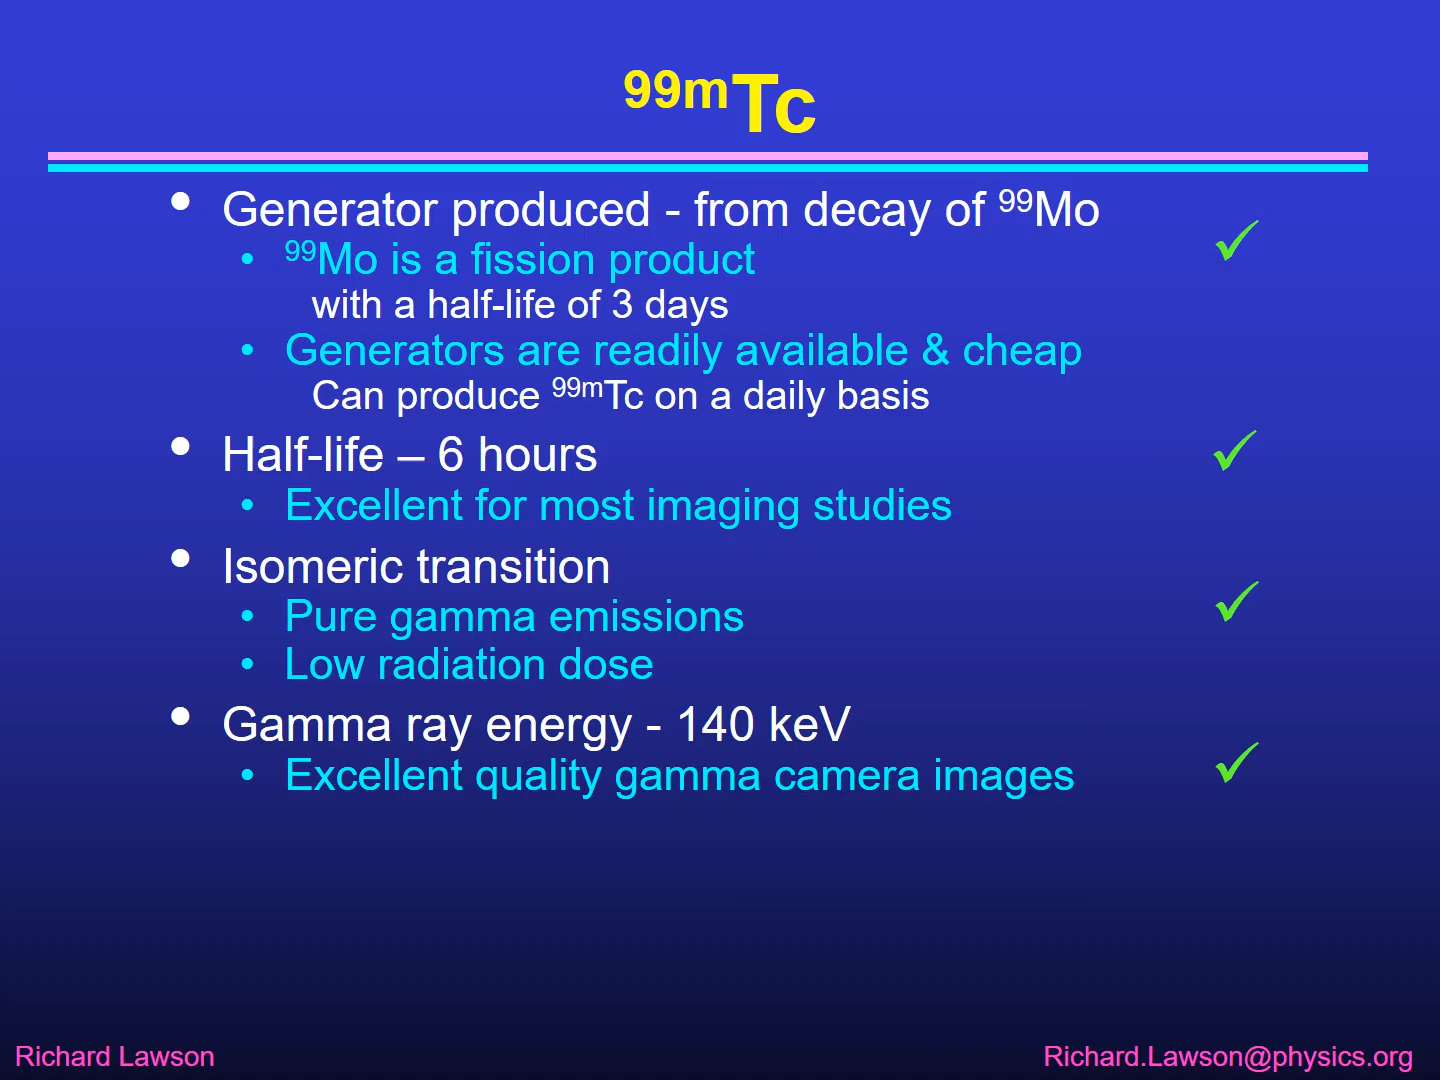 99mTc
• Generator produced - from decay of 99Mo
• 99Mo is a fission product
with a half-life of 3 days
• Generators are readily available & cheap
Can produce 99mTc on a daily basis
• Half-life – 6 hours
• Excellent for most imaging studies
• Isomeric transition
• Pure gamma emissions
• Low radiation dose
• Gamma ray energy - 140 keV
• Excellent quality gamma camera images
Richard Lawson
Richard.Lawson@physics.org